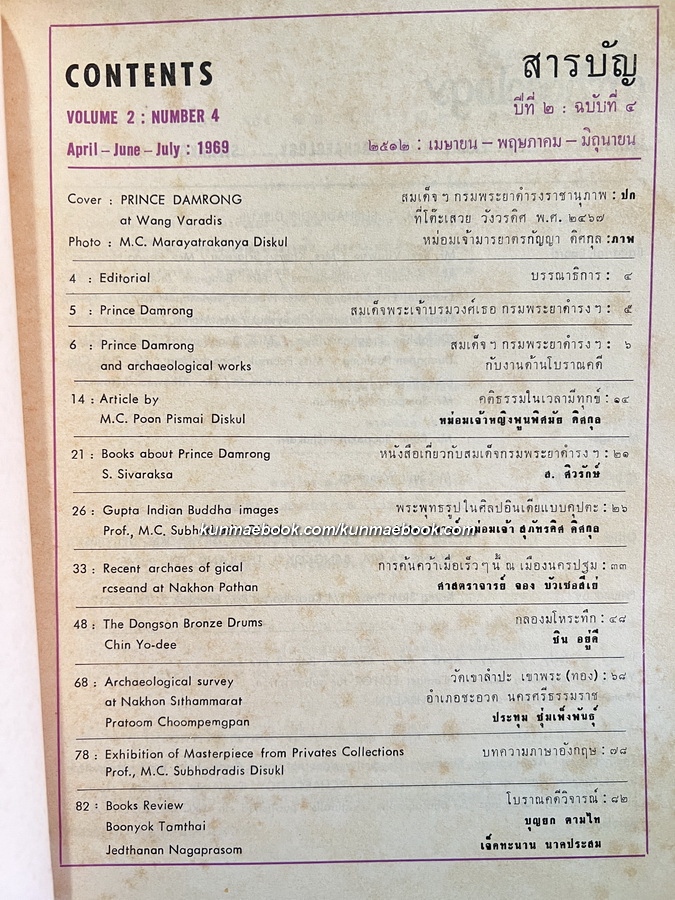 CONTENTS สารบัญ
VOLUME 2 : NUMBER 4 ปีที่ ๒ : ฉบับที่ ๔
April – June – July : 1969 ๒๕๑๒ : เมษายน – พฤษภาคม – มิถุนายน
Cover : PRINCE DAMRONG สมเด็จ ฯ กรมพระยาดำรงราชานุภาพ : ปก
at Wang Varadis ที่โต๊ะเสวย วังวรดิศ พ.ศ. ๒๔๖๗
Photo : M.C. Marayatrakanya Diskul หม่อมเจ้ามารยาตรกัญญา ดิศกุล :ภาพ
4 : Editorial บรรณาธิการ : ๔
5 : Prince Damrong สมเด็จพระเจ้าบรมวงศ์เธอ กรมพระยาดำรง ฯ : ๕
6 : Prince Damrong สมเด็จ ฯ กรมพระยาดำรง ฯ : ๖
and archaeological works กับงานด้านโบราณคดี
14 : Article by คติธรรมในเวลามีทุกข์ : ๑๔
M.C. Poon Pismai Diskul หม่อมเจ้าหญิงพูนพิศมัย ดิศกุล
21 : Books about Prince Damrong หนังสือเกี่ยวกับสมเด็จกรมพระยาดำรง ฯ : ๒๑
S. Sivaraksa ส. ศิวรักษ์
26 : Gupta Indian Buddha images พระพุทธรูปในศิลปอินเดียแบบคุปตะ : ๒๖
Prof., M.C. kunmaebook.com/kunmaebook.com หม่อมเจ้า สุภัทรดิศ ดิศกุล
33 : Recent archaes of gical การค้นคว้าเมื่อเร็ว ๆ นี้ ณ เมืองนครปฐม : ๓๓
rcseand at Nakhon Pathan ศาสตราจารย์ จอง บัวเซอลีเย่
48 : The Dongson Bronze Drums กลองมโหระทึก : ๔๘
Chin Yo-dee ชิน อยู่ดี
68 : Archaeological survey วัดเขาลำปะ เขาพระ (ทอง) : ๖๘
at Nakhon Sithammarat อำเภอชะอวด นครศรีธรรมราช
Pratoom Choompemgpan ประทุม ชุ่มเพ็งพันธุ์
78 : Exhibition of Masterpiece from Privates Collections บทความภาษาอังกฤษ : ๗๘
Prof., M.C. Subhadradis Disukl
82 : Books Review โบราณคดีวิจารณ์ : ๘๒
Boonyok Tamthai บุญยก ตามไท
Jedthanan Nagaprasom เจ็ดทะนาน นาคประสม